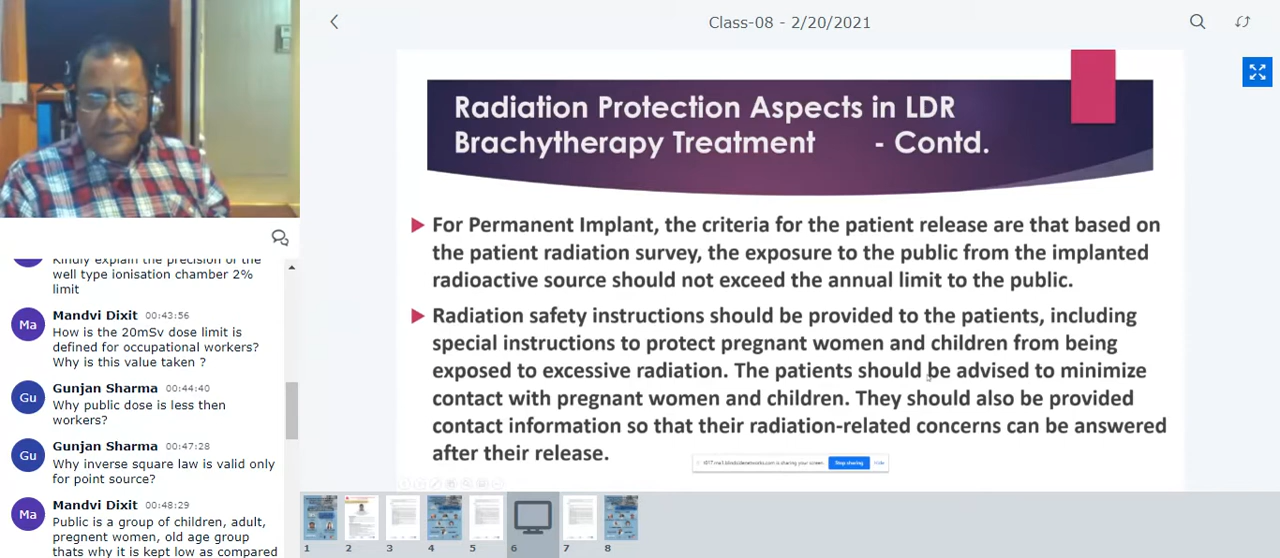 Class-08 - 2/20/2021
Radiation Protection Aspects in LDR
Brachytherapy Treatment - Contd.
For Permanent Implant, the criteria for the patient release are that based on
the patient radiation survey, the exposure to the public from the implanted
radioactive source should not exceed the annual limit to the public.
Radiation safety instructions should be provided to the patients, including
special instructions to protect pregnant women and children from being
exposed to excessive radiation. The patients should be advised to minimize
contact with pregnant women and children. They should also be provided
contact information so that their radiation-related concerns can be answered
after their release.
is sharing your screen.
Stop sharing
Hide
Kindly explain the precision of the
well type ionisation chamber 2%
limit
Ma
Mandvi Dixit 00:43:56
How is the 20mSv dose limit is
defined for occupational workers?
Why is this value taken ?
Gu
Gunjan Sharma 00:44:40
Why public dose is less then
workers?
Gu
Gunjan Sharma 00:47:28
Why inverse square law is valid only
for point source?
Ma
Mandvi Dixit 00:48:29
Public is a group of children, adult,
pregnant women, old age group
thats why it is kept low as compared
1
2
3
4
5
6
7
8